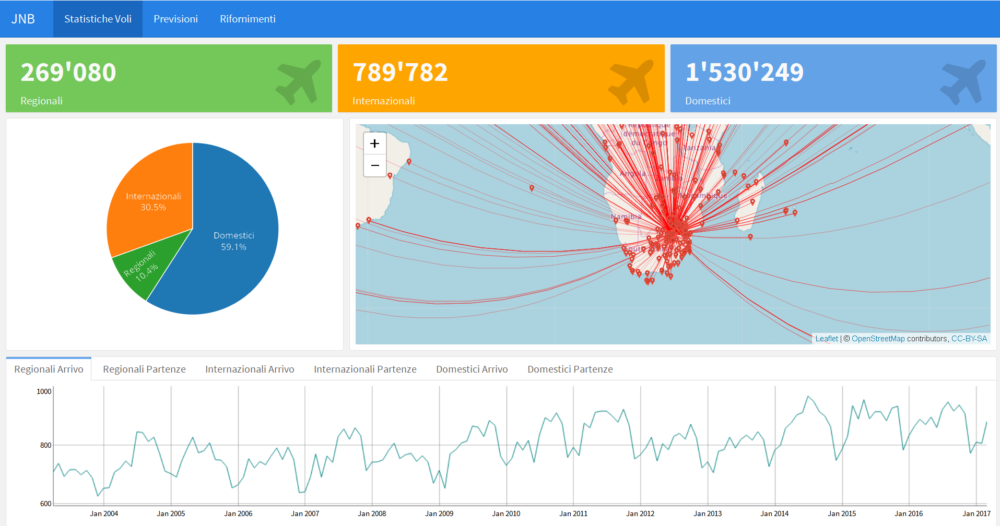 JNB
Statistiche Voli
Previsioni
Rifornimenti
269'080
Regionali
789'782
Internazionali
1'530'249
Domestici
Internazionali
30.5%
Domestici
59.1%
Regionali
10.4%
+
−
République
démocratique
du Congo
Tanzania
Angola
Zambia
Mozambique
Namibia
South Africa
Leaflet | © OpenStreetMap contributors, CC-BY-SA
Regionali Arrivo
Regionali Partenze
Internazionali Arrivo
Internazionali Partenze
Domestici Arrivo
Domestici Partenze
1000
800
600
Jan 2004
Jan 2005
Jan 2006
Jan 2007
Jan 2008
Jan 2009
Jan 2010
Jan 2011
Jan 2012
Jan 2013
Jan 2014
Jan 2015
Jan 2016
Jan 2017